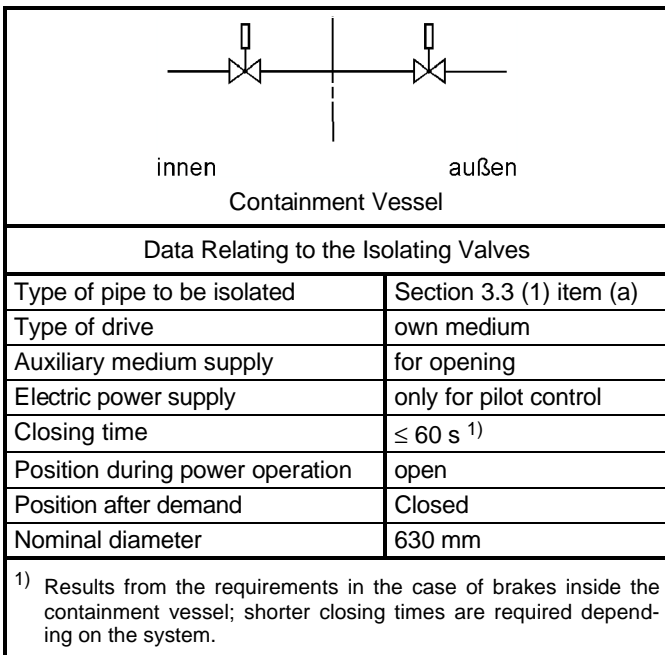 innen außen
Containment Vessel
Data Relating to the Isolating Valves
Type of pipe to be isolated Section 3.3 (1) item (a)
Type of drive own medium
Auxiliary medium supply for opening
Electric power supply only for pilot control
Closing time ≤ 60 s 1)
Position during power operation open
Position after demand Closed
Nominal diameter 630 mm
1) Results from the requirements in the case of brakes inside the
containment vessel; shorter closing times are required depend-
ing on the system.